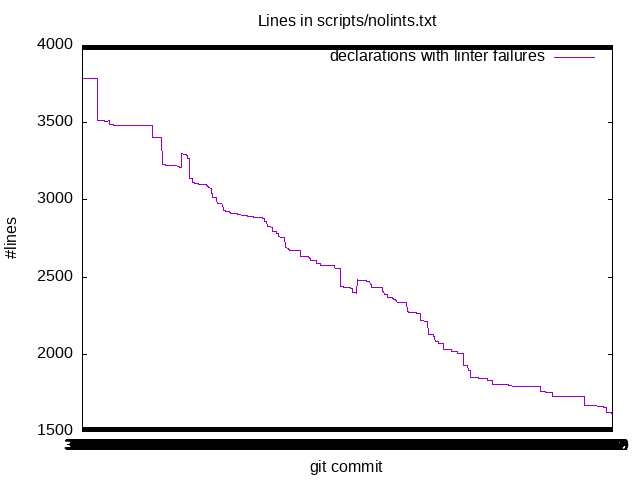 Lines in scripts/nolints.txt
4000
declarations with linter failures
3500
3000
#lines
2500
2000
1500
git commit